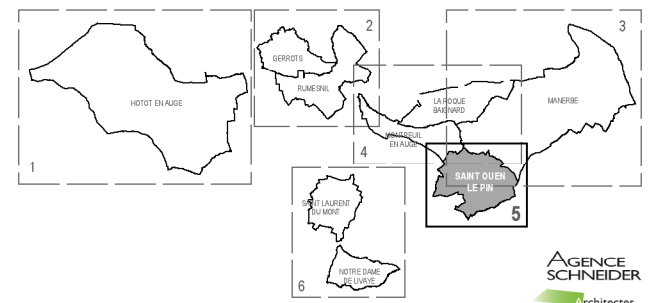 2
3
GERROTS
RUMESNIL
HOTOT EN AUGE
LA ROQUE
BAIGNARD
MANERBE
MONTREUIL
EN AUGE
1
4
SAINT OUEN
LE PIN
5
SAINT LAURENT
DU MONT
NOTRE DAME
DE LIVAYE
6
AGENCE
SCHNEIDER
Architectes